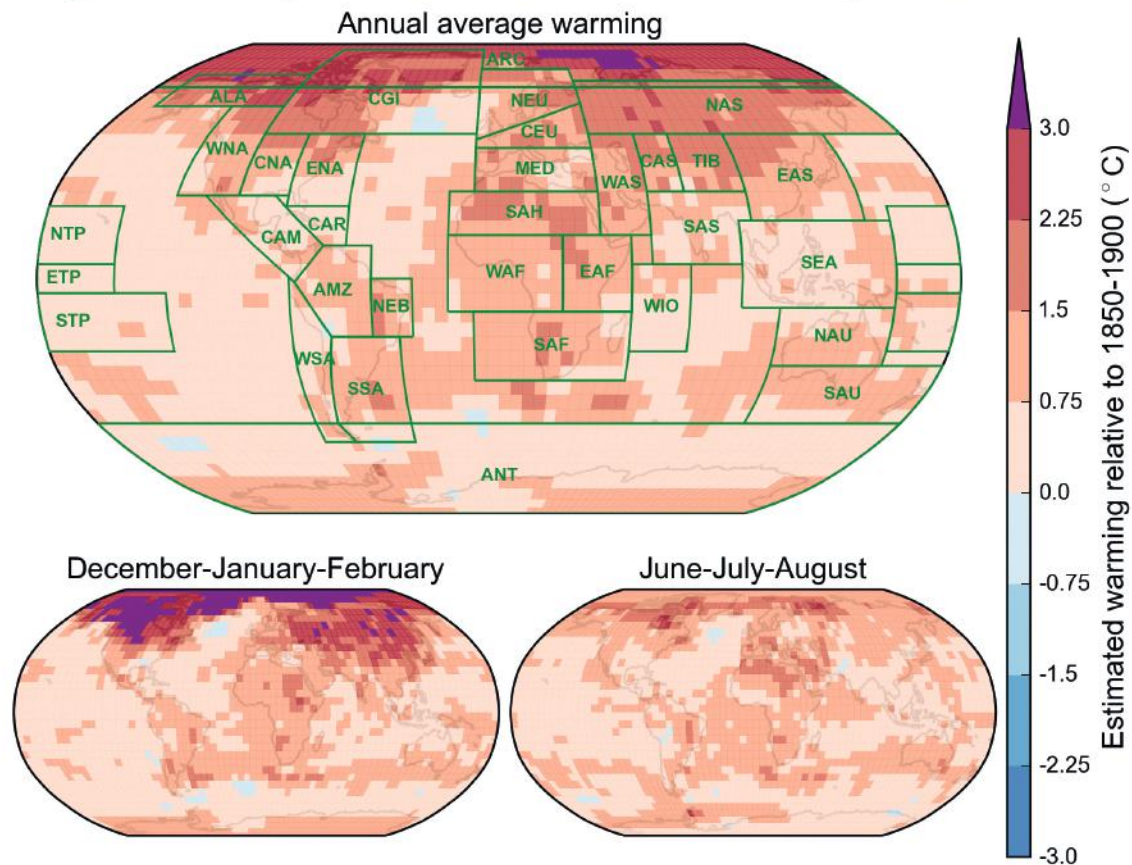 Annual average warming
ARC
ALA
CGI
NEU
NAS
CEU
WNA
CNA
ENA
MED
WAS
CAS
TIB
EAS
SAH
NTP
CAM
CAR
SAS
SEA
ETP
AMZ
NEB
WAF
EAF
WIO
STP
WSA
SSA
SAF
NAU
SAU
ANT
3.0
2.25
1.5
0.75
0.0
-0.75
-1.5
-2.25
-3.0
Estimated warming relative to 1850-1900 (°C)
December-January-February
June-July-August